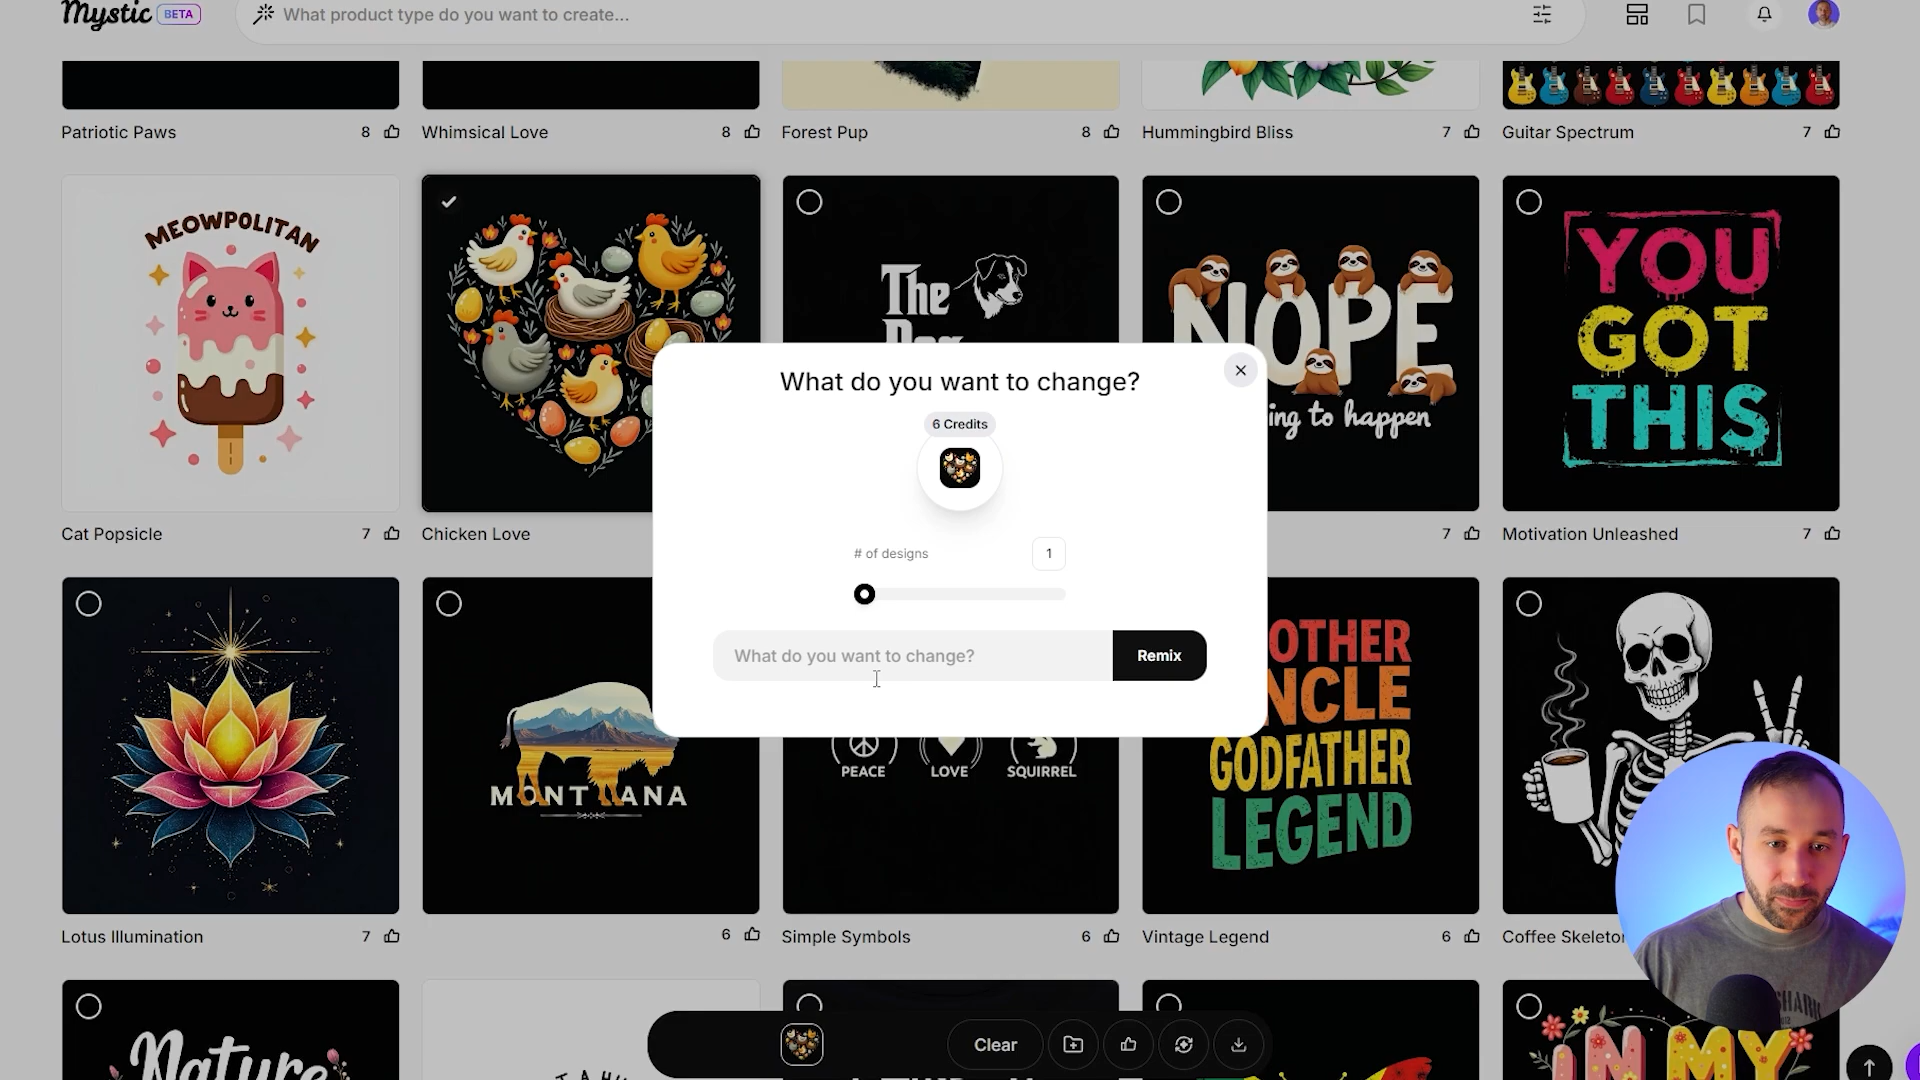 Mystic BETA
What product type do you want to create...
Patriotic Paws 8
Whimsical Love 8
Forest Pup 8
Hummingbird Bliss 7
Guitar Spectrum 7
MEOWPOLITAN
The
Dog
NOPE
ing to happen
YOU
GOT
THIS
What do you want to change?
6 Credits
# of designs 1
What do you want to change? Remix
Cat Popsicle 7
Chicken Love
7
Motivation Unleashed 7
MONTANA
PEACE LOVE SQUIRREL
OTHER
NCLE
GODFATHER
LEGEND
Lotus Illumination 7
6
Simple Symbols 6
Vintage Legend 6
Coffee Skeleton
Nature
IN MY
Clear